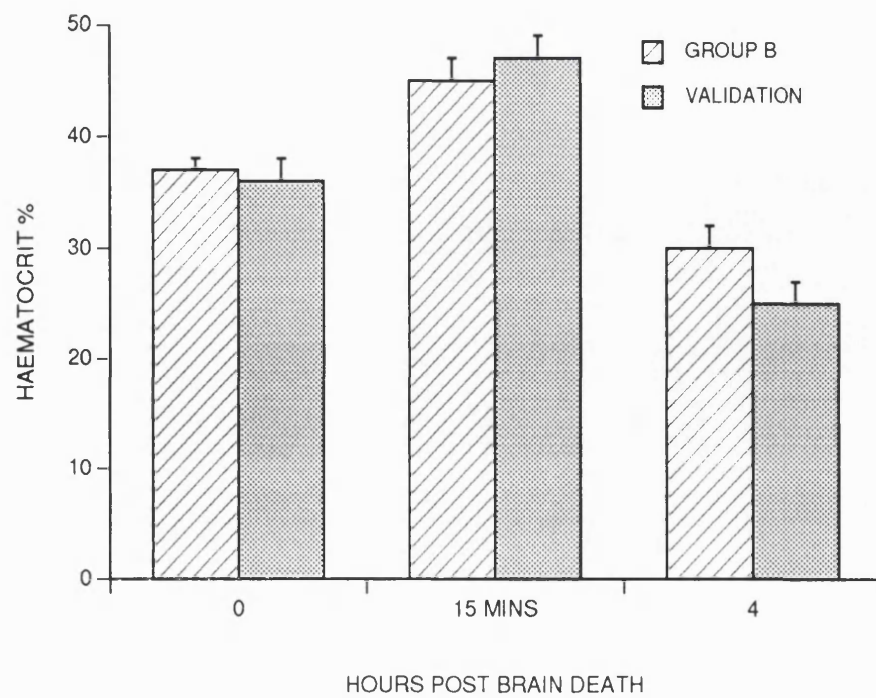 50
40
30
20
10
0
HAEMATOCRIT %
GROUP B
VALIDATION
0
15 MINS
4
HOURS POST BRAIN DEATH